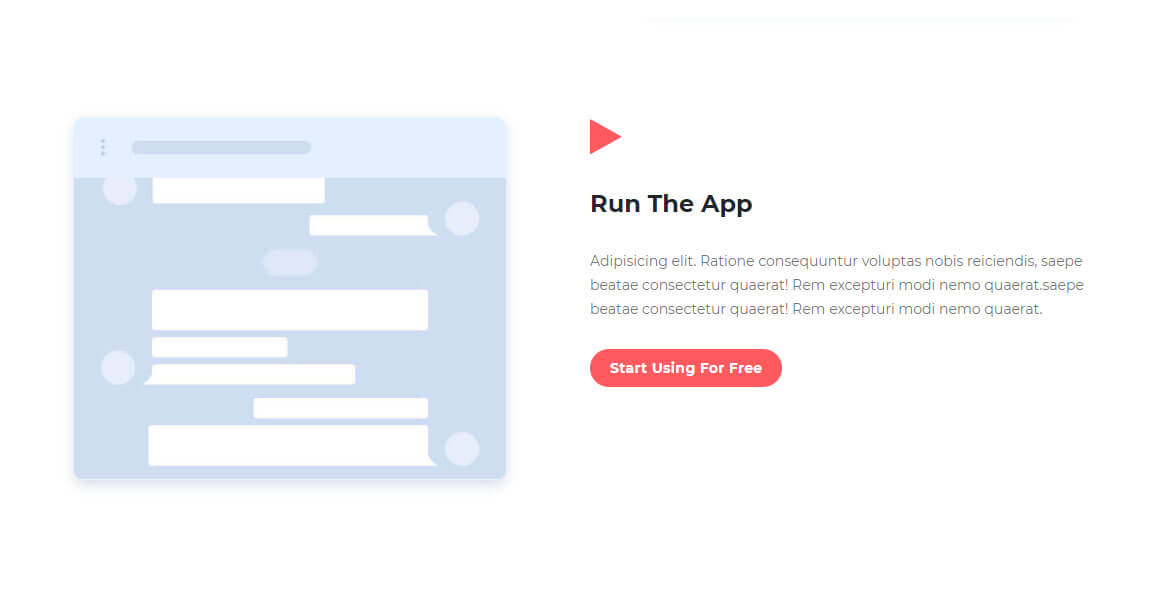 Run The App
Adipisicing elit. Ratione consequuntur voluptas nobis reiciendis, saepe
beatae consectetur quaerat! Rem excepturi modi nemo quaerat.saepe
beatae consectetur quaerat! Rem excepturi modi nemo quaerat.
Start Using For Free